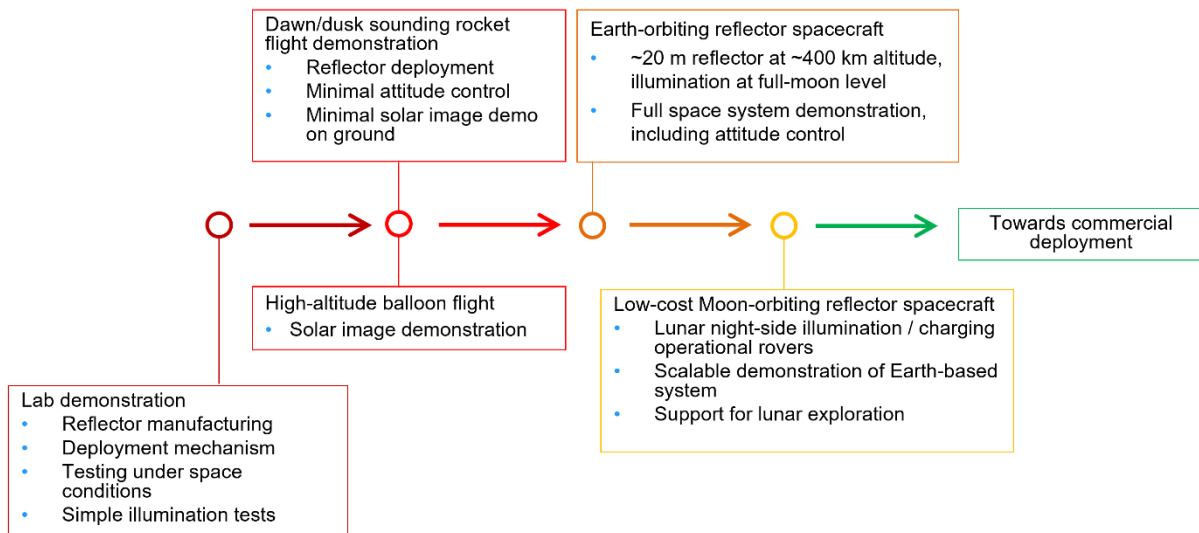 Dawn/dusk sounding rocket
flight demonstration
• Reflector deployment
• Minimal attitude control
• Minimal solar image demo
on ground
Earth-orbiting reflector spacecraft
• ~20 m reflector at ~400 km altitude,
illumination at full-moon level
• Full space system demonstration,
including attitude control
Towards commercial
deployment
High-altitude balloon flight
• Solar image demonstration
Low-cost Moon-orbiting reflector spacecraft
• Lunar night-side illumination / charging
operational rovers
• Scalable demonstration of Earth-based
system
• Support for lunar exploration
Lab demonstration
• Reflector manufacturing
• Deployment mechanism
• Testing under space
conditions
• Simple illumination tests